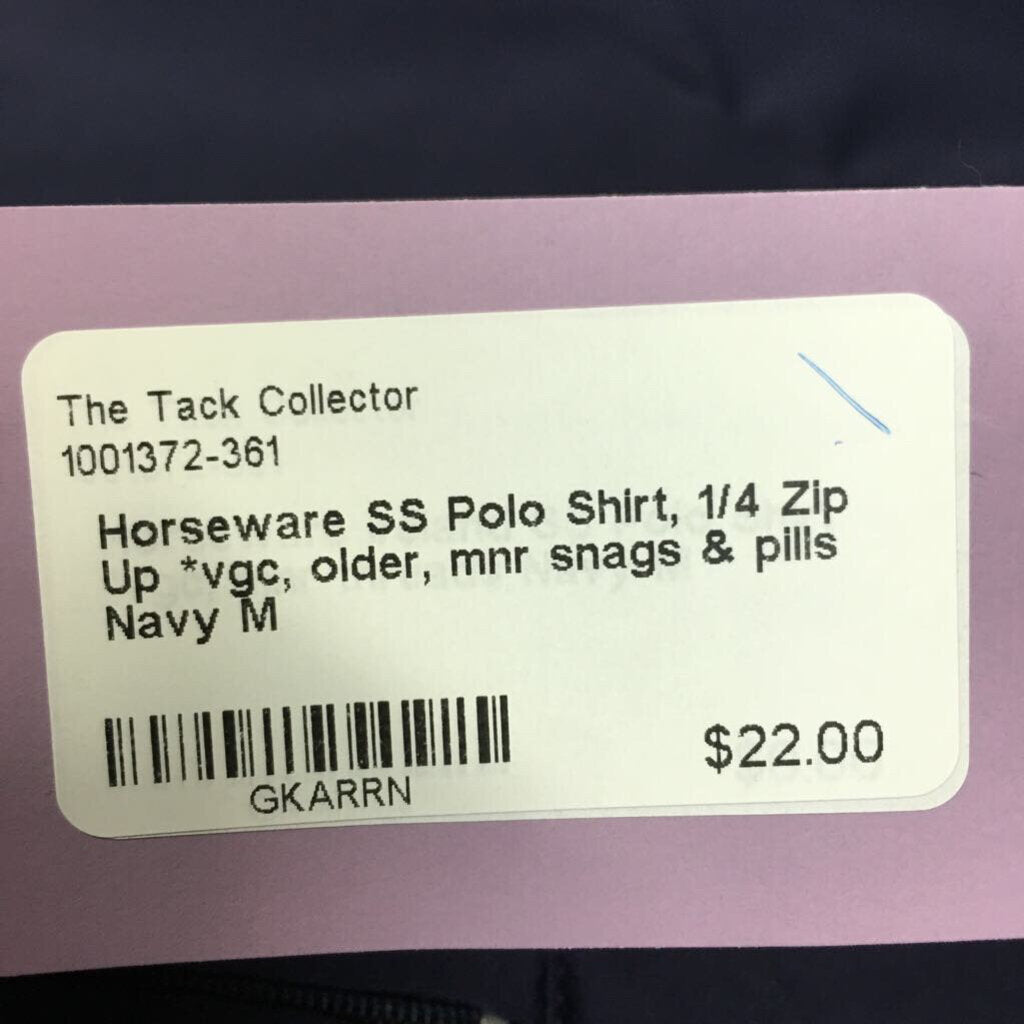 The Tack Collector
1001372-361
Horseware SS Polo Shirt, 1/4 Zip
Up *vgc, older, mnr snags & pills
Navy M
$22.00
GKARRN